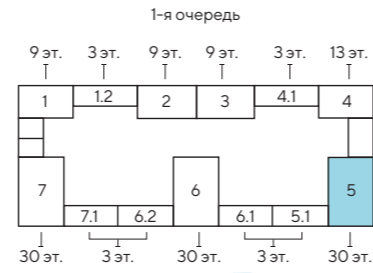 1-я очередь
9 эт. 3 эт. 9 эт. 9 эт. 3 эт. 13 эт.
1 1.2 2 3 4.1 4
7 6 5
7.1 6.2 6.1 5.1
30 эт. 3 эт. 30 эт. 3 эт. 30 эт.